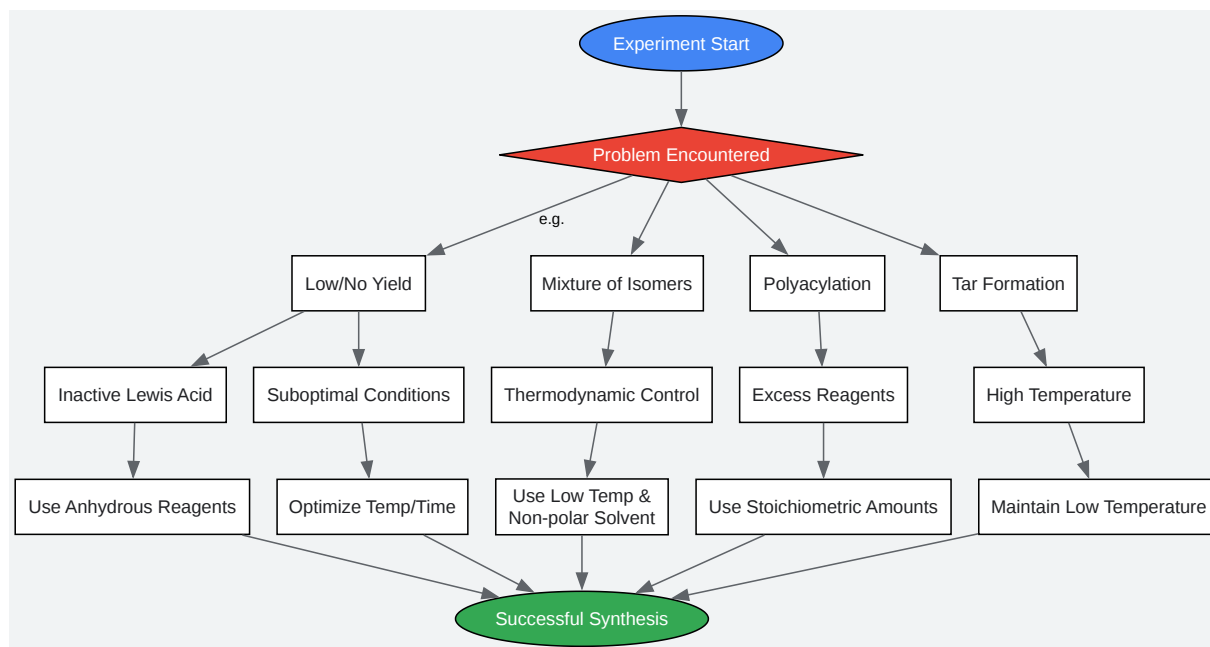 Experiment Start
Problem Encountered
e.g.
Low/No Yield
Mixture of Isomers
Polyacylation
Tar Formation
Inactive Lewis Acid
Suboptimal Conditions
Thermodynamic Control
Excess Reagents
High Temperature
Use Anhydrous Reagents
Optimize Temp/Time
Use Low Temp &
Non-polar Solvent
Use Stoichiometric Amounts
Maintain Low Temperature
Successful Synthesis